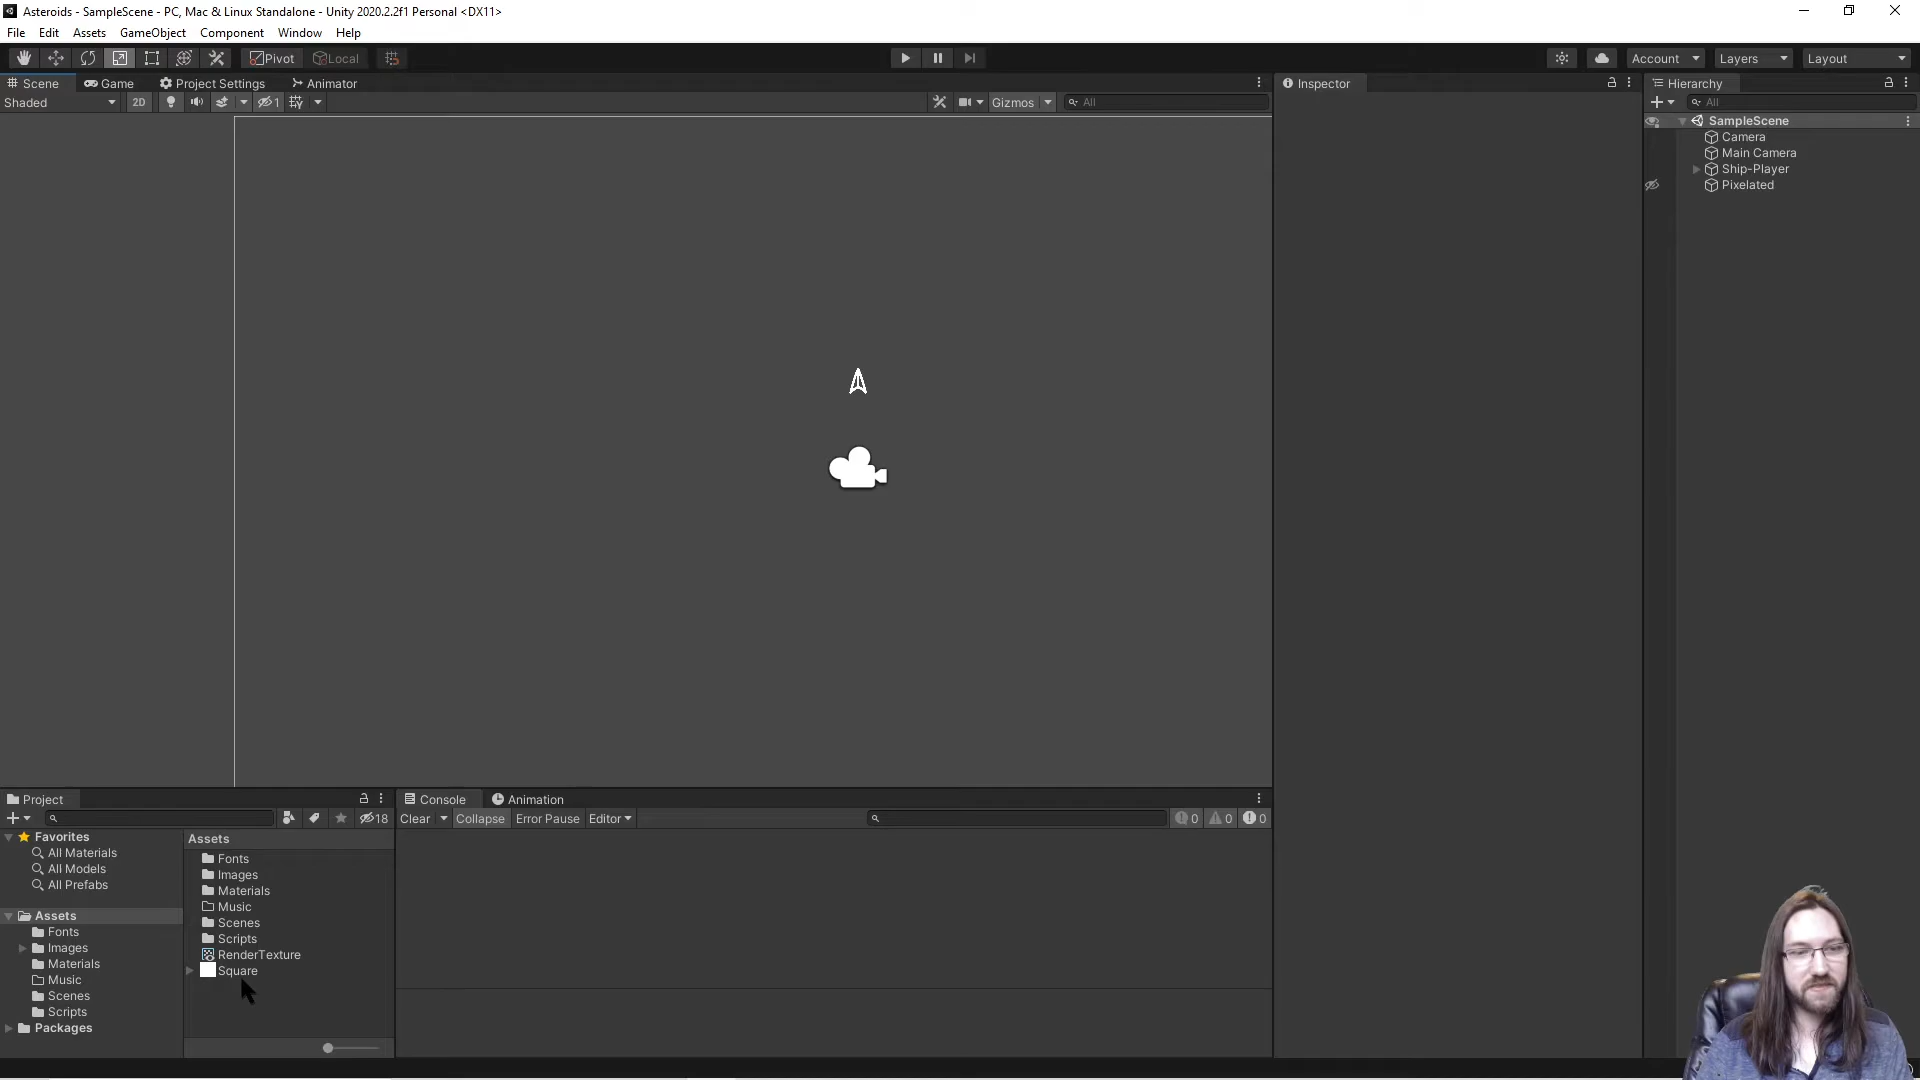 Asteroids - SampleScene - PC, Mac & Linux Standalone - Unity 2020.2.2f1 Personal <DX11>
File Edit Assets GameObject Component Window Help
Pivot Local Account Layers Layout
Scene Game Project Settings Animator
Shaded 2D 1 Gizmos All
Inspector
Hierarchy
All
SampleScene
Camera
Main Camera
Ship-Player
Pixelated
Project
18
Favorites
All Materials
All Models
All Prefabs
Assets
Fonts
Images
Materials
Music
Scenes
Scripts
Packages
Assets
Fonts
Images
Materials
Music
Scenes
Scripts
RenderTexture
Square
Console Animation
Clear Collapse Error Pause Editor 0 0 0